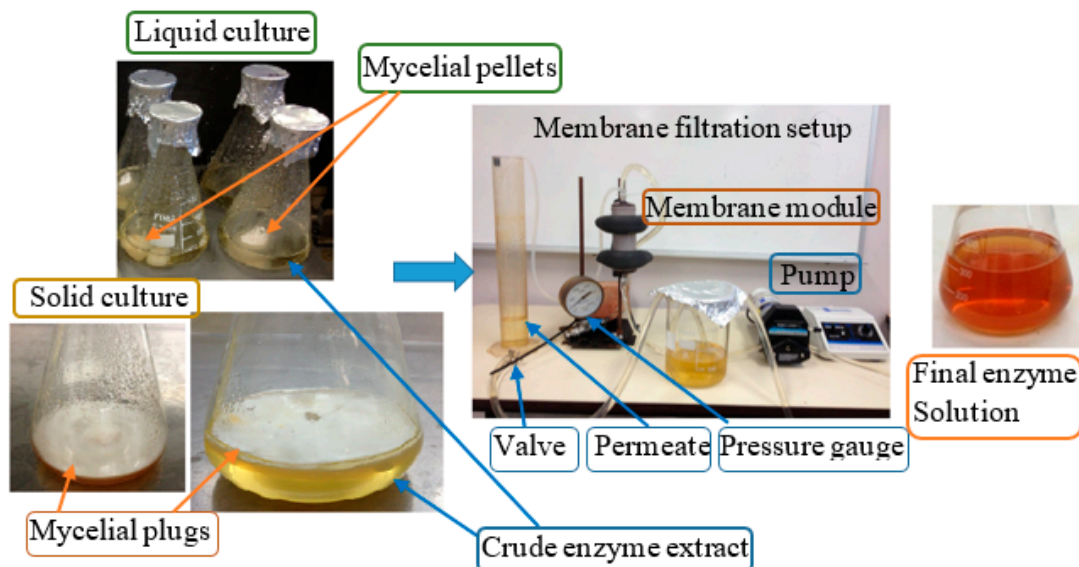 Liquid culture
Mycelial pellets
Membrane filtration setup
Membrane module
Pump
Solid culture
Final enzyme
Solution
Valve
Permeate
Pressure gauge
Mycelial plugs
Crude enzyme extract